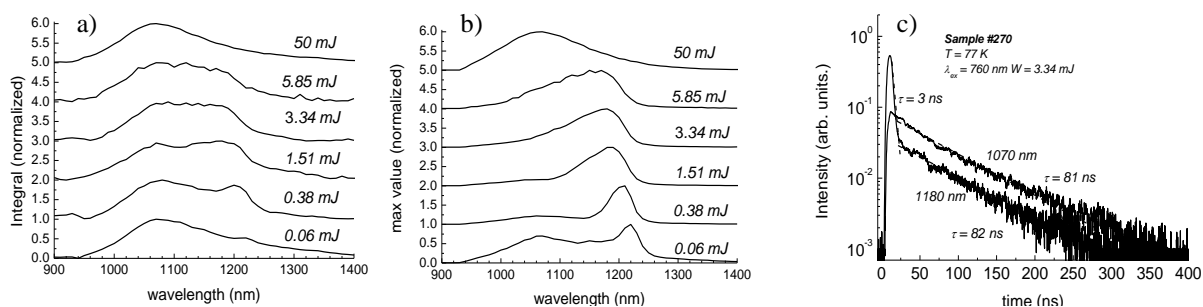 a)
Integral (normalized)
6.0
5.5
5.0
4.5
4.0
3.5
3.0
2.5
2.0
1.5
1.0
0.5
0.0
50 mJ
5.85 mJ
3.34 mJ
1.51 mJ
0.38 mJ
0.06 mJ
900 1000 1100 1200 1300 1400
wavelength (nm)
b)
max value (normalized)
6.0
5.5
5.0
4.5
4.0
3.5
3.0
2.5
2.0
1.5
1.0
0.5
0.0
50 mJ
5.85 mJ
3.34 mJ
1.51 mJ
0.38 mJ
0.06 mJ
900 1000 1100 1200 1300 1400
wavelength (nm)
c)
Intensity (arb. units.)
10⁰
10⁻¹
10⁻²
10⁻³
Sample #270
T = 77 K
λex = 760 nm W = 3.34 mJ
τ = 3 ns
1070 nm
τ = 81 ns
1180 nm
τ = 82 ns
0 50 100 150 200 250 300 350 400
time (ns)